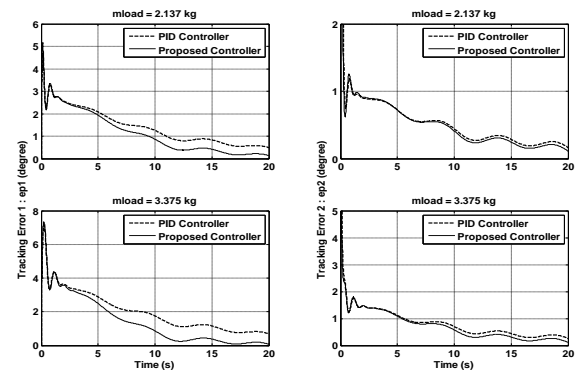 mload = 2.137 kg
6
5
4
3
2
1
0
0 5 10 15 20
PID Controller
Proposed Controller
mload = 2.137 kg
2
1
0
0 5 10 15 20
PID Controller
Proposed Controller
mload = 3.375 kg
8
6
4
2
0
0 5 10 15 20
PID Controller
Proposed Controller
Time (s)
Tracking Error 1 : ep1 (degree)
mload = 3.375 kg
5
4
3
2
1
0
0 5 10 15 20
PID Controller
Proposed Controller
Time (s)
Tracking Error 2 : ep2 (degree)